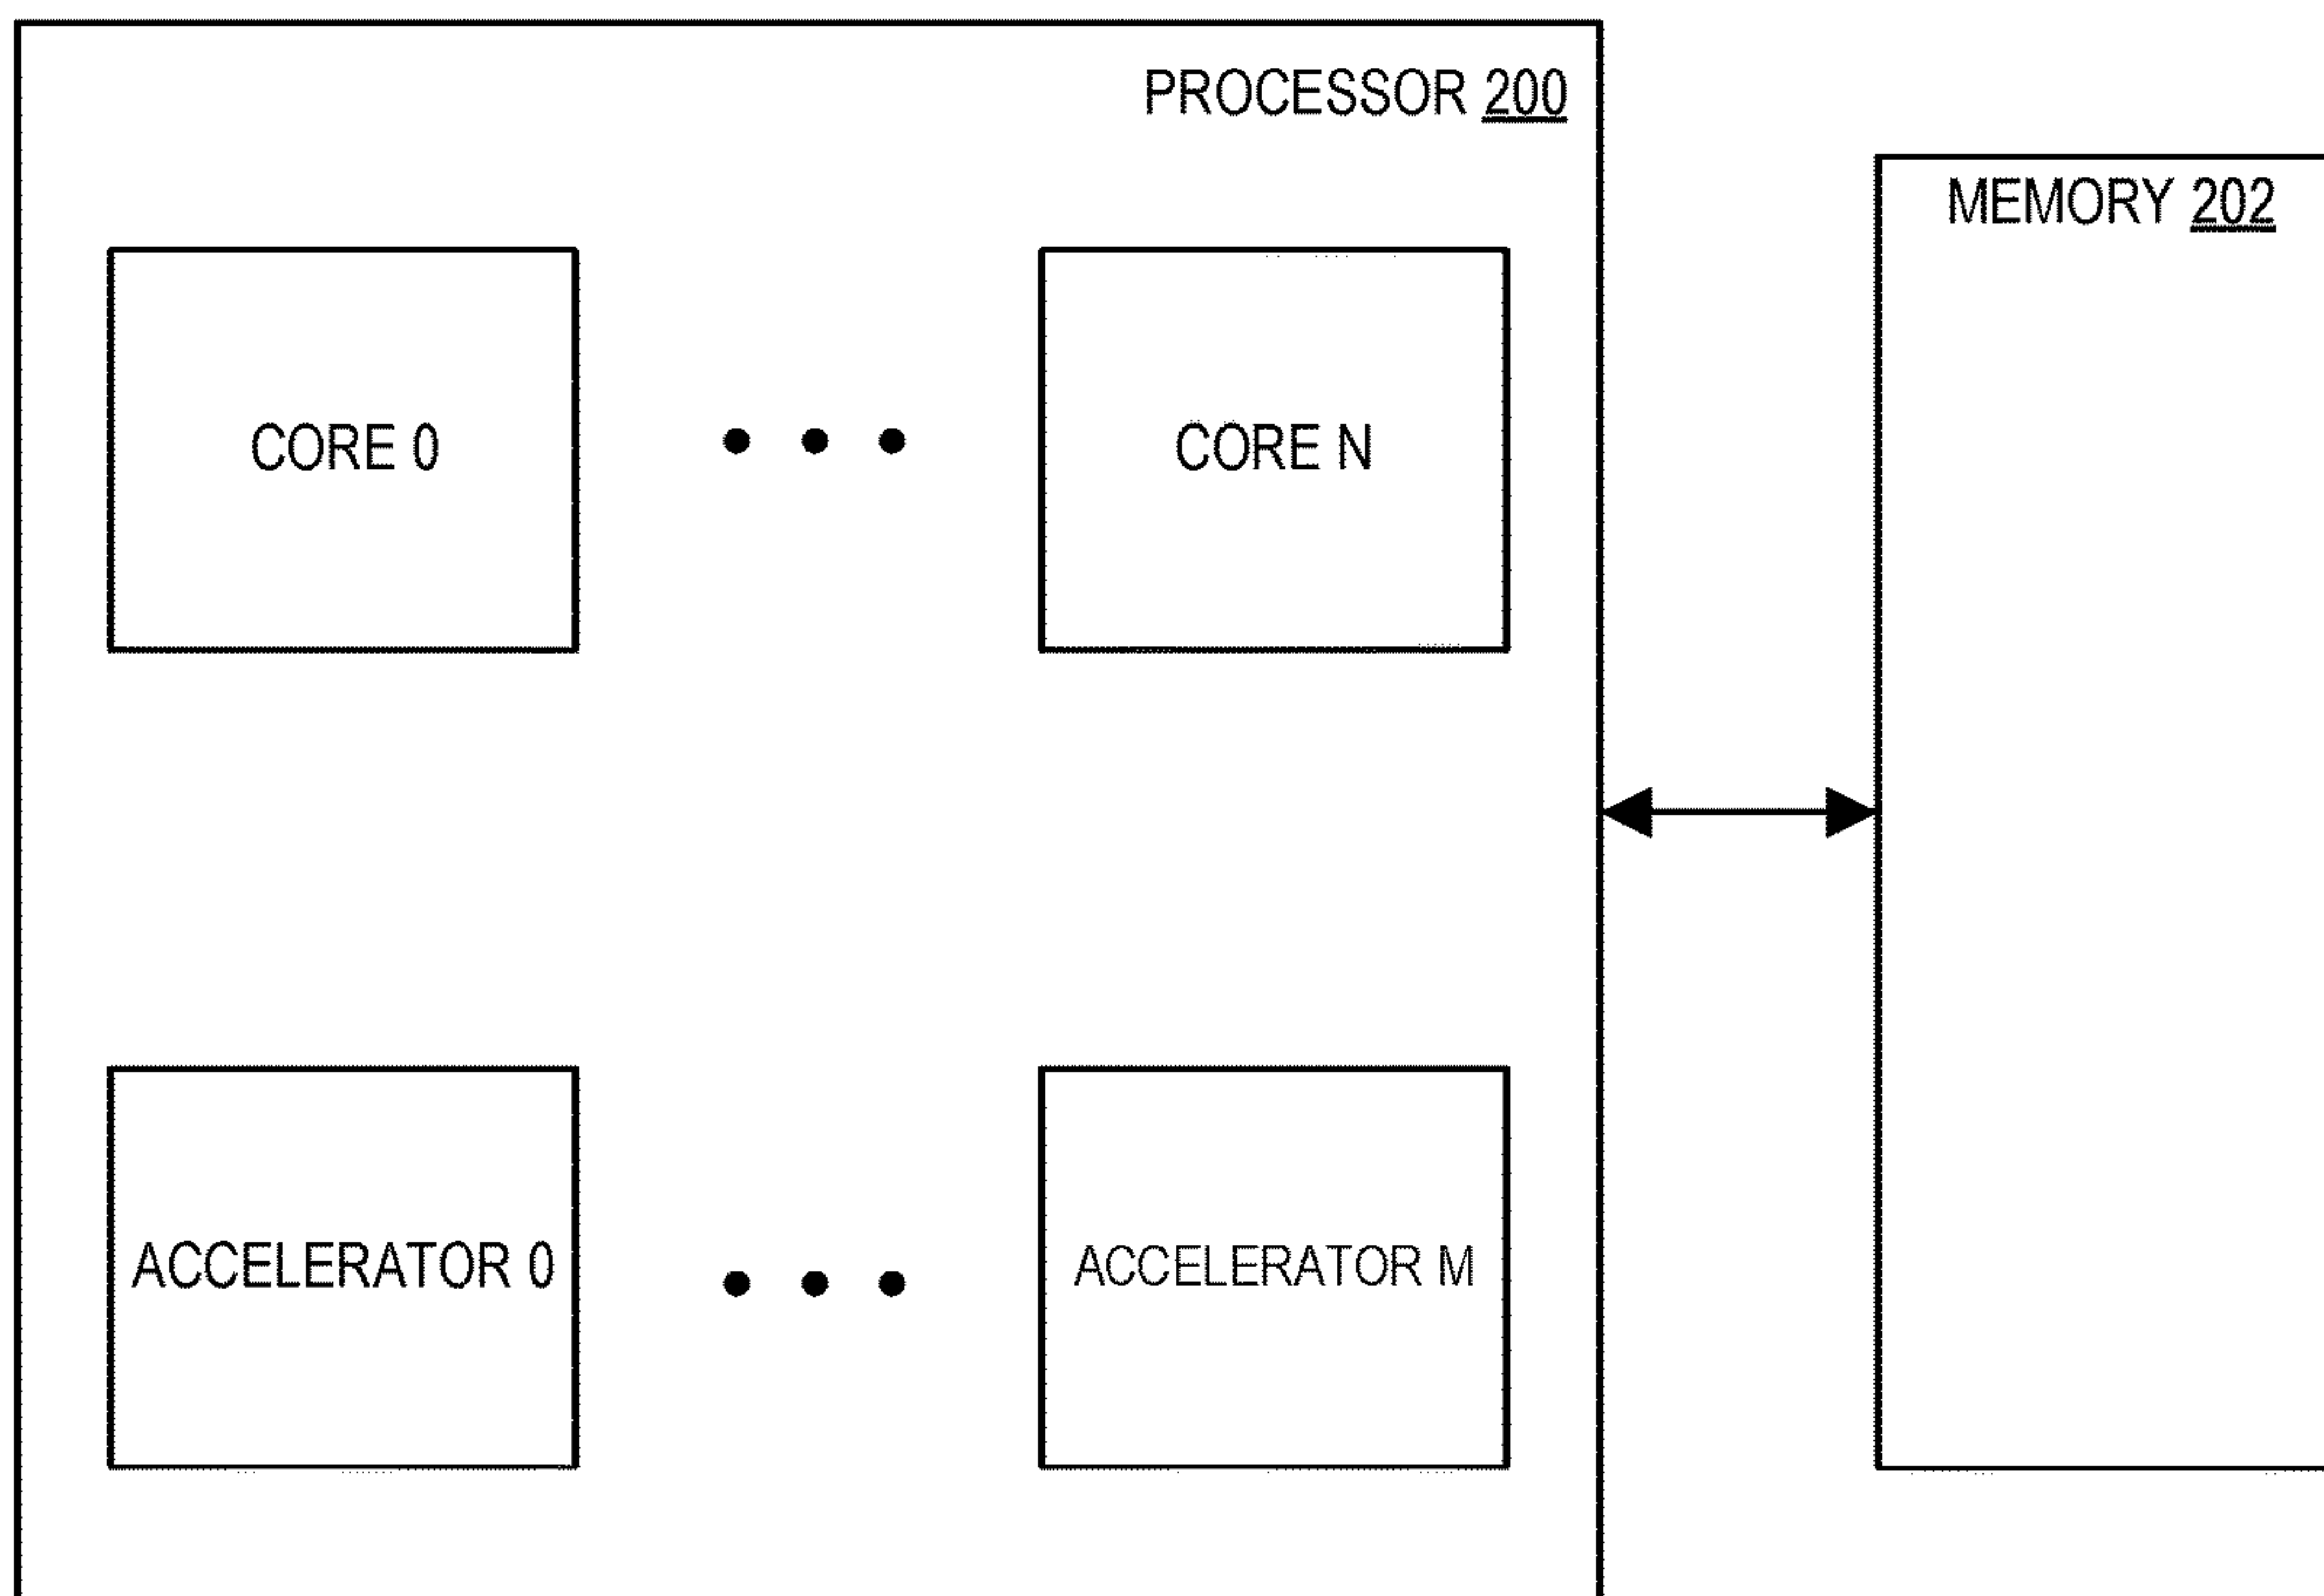 PROCESSOR 200
MEMORY 202
CORE 0
CORE N
ACCELERATOR 0
ACCELERATOR M